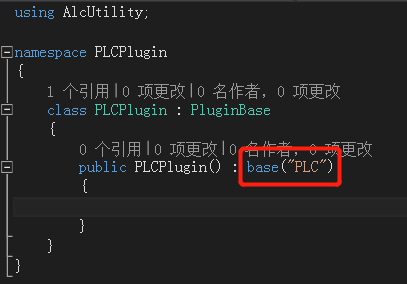 using AlcUtility;
namespace PLCPlugin
{
1 个引用|0 项更改|0 名作者，0 项更改
class PLCPlugin : PluginBase
{
0 个引用|0 项更改|0 名作者，0 项更改
public PLCPlugin() : base("PLC")
{
}
}
}